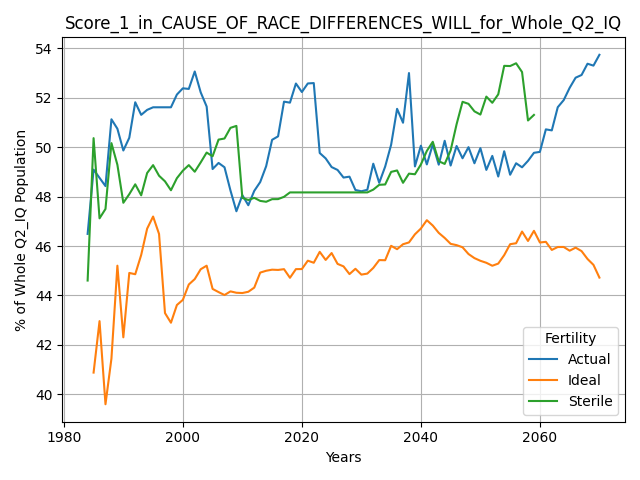 Score_1_in_CAUSE_OF_RACE_DIFFERENCES_WILL_for_Whole_Q2_IQ
% of Whole Q2_IQ Population
54
52
50
48
46
44
42
40
1980
2000
2020
2040
2060
Years
Fertility
Actual
Ideal
Sterile